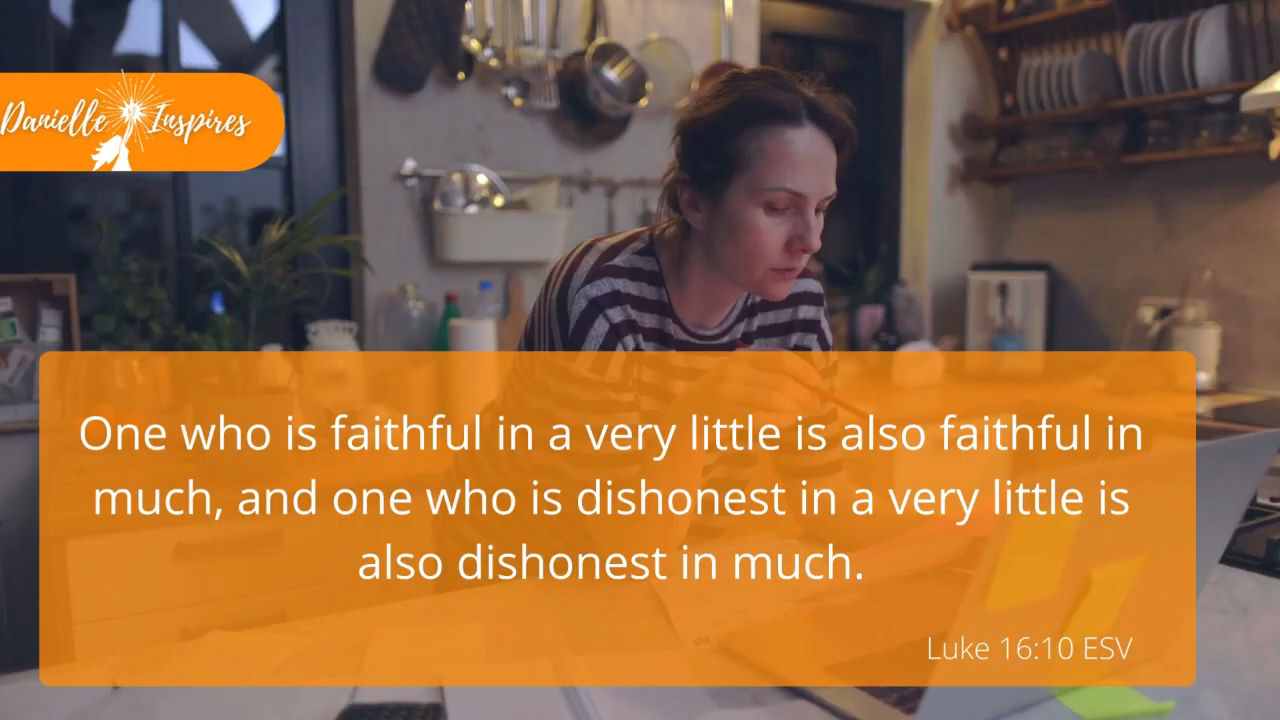 Danielle Inspires
One who is faithful in a very little is also faithful in
much, and one who is dishonest in a very little is
also dishonest in much.
Luke 16:10 ESV